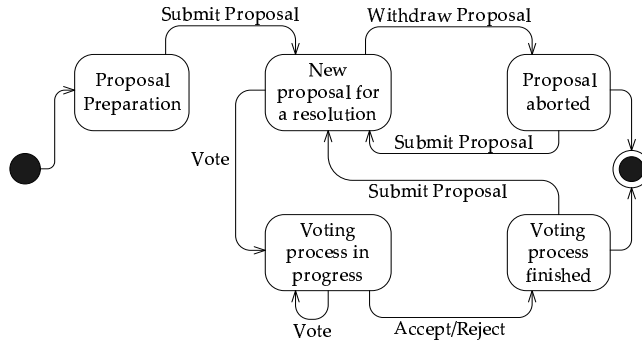 Submit Proposal
Withdraw Proposal
Proposal
Preparation
New
proposal for
a resolution
Proposal
aborted
Submit Proposal
Vote
Submit Proposal
Voting
process in
progress
Voting
process
finished
Vote
Accept/Reject